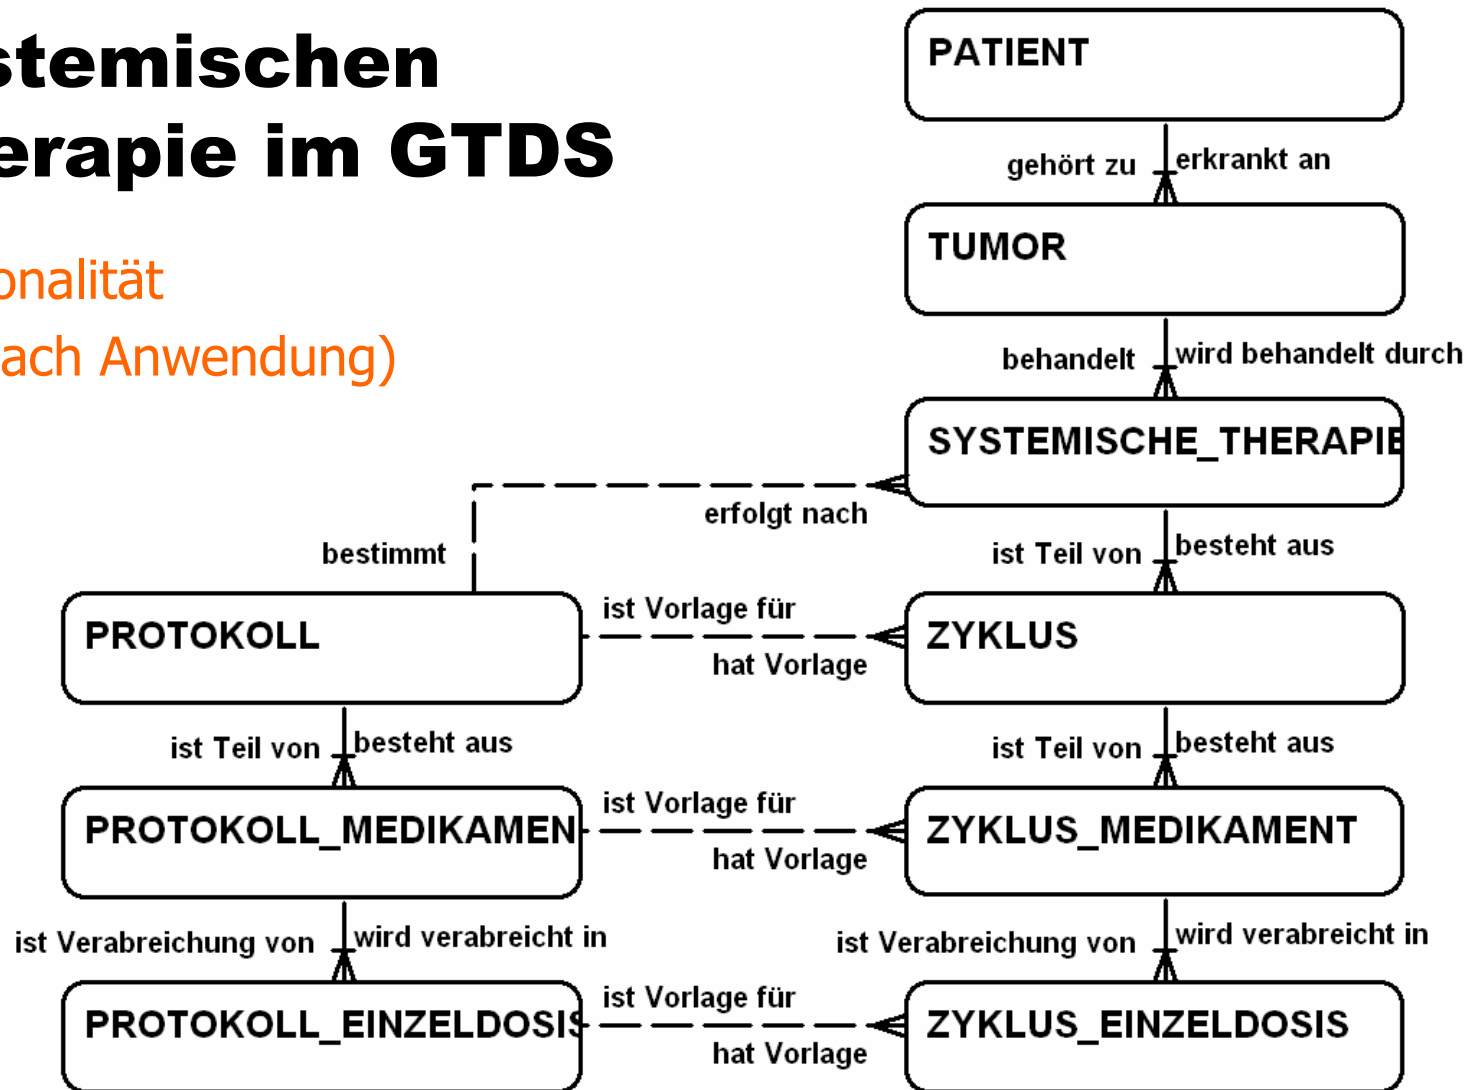 stemischen
erapie im GTDS
onalität
ach Anwendung)
PATIENT
gehört zu
erkrankt an
TUMOR
behandelt
wird behandelt durch
SYSTEMISCHE_THERAPIE
erfolgt nach
bestimmt
ist Teil von
besteht aus
PROTOKOLL
ist Vorlage für
hat Vorlage
ZYKLUS
ist Teil von
besteht aus
ist Teil von
besteht aus
PROTOKOLL_MEDIKAMEN
ist Vorlage für
hat Vorlage
ZYKLUS_MEDIKAMENT
ist Verabreichung von
wird verabreicht in
ist Verabreichung von
wird verabreicht in
PROTOKOLL_EINZELDOSIS
ist Vorlage für
hat Vorlage
ZYKLUS_EINZELDOSIS